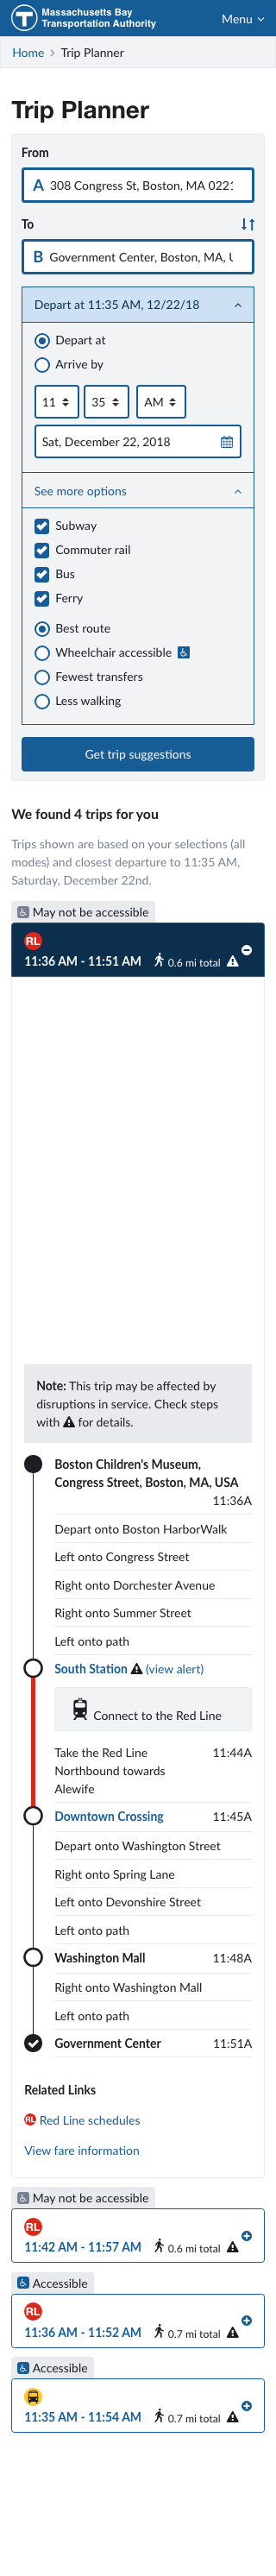 Massachusetts Bay
Transportation Authority
Menu
Home > Trip Planner
Trip Planner
From
A 308 Congress St, Boston, MA 0221
To
B Government Center, Boston, MA, U
Depart at 11:35 AM, 12/22/18
Depart at
Arrive by
11 35 AM
Sat, December 22, 2018
See more options
Subway
Commuter rail
Bus
Ferry
Best route
Wheelchair accessible
Fewest transfers
Less walking
Get trip suggestions
We found 4 trips for you
Trips shown are based on your selections (all
modes) and closest departure to 11:35 AM,
Saturday, December 22nd.
May not be accessible
RL
11:36 AM - 11:51 AM 0.6 mi total
Note: This trip may be affected by
disruptions in service. Check steps
with for details.
Boston Children's Museum,
Congress Street, Boston, MA, USA
11:36A
Depart onto Boston HarborWalk
Left onto Congress Street
Right onto Dorchester Avenue
Right onto Summer Street
Left onto path
South Station (view alert)
Connect to the Red Line
Take the Red Line 11:44A
Northbound towards
Alewife
Downtown Crossing 11:45A
Depart onto Washington Street
Right onto Spring Lane
Left onto Devonshire Street
Left onto path
Washington Mall 11:48A
Right onto Washington Mall
Left onto path
Government Center 11:51A
Related Links
RL Red Line schedules
View fare information
May not be accessible
RL
11:42 AM - 11:57 AM 0.6 mi total
Accessible
RL
11:36 AM - 11:52 AM 0.7 mi total
Accessible
11:35 AM - 11:54 AM 0.7 mi total